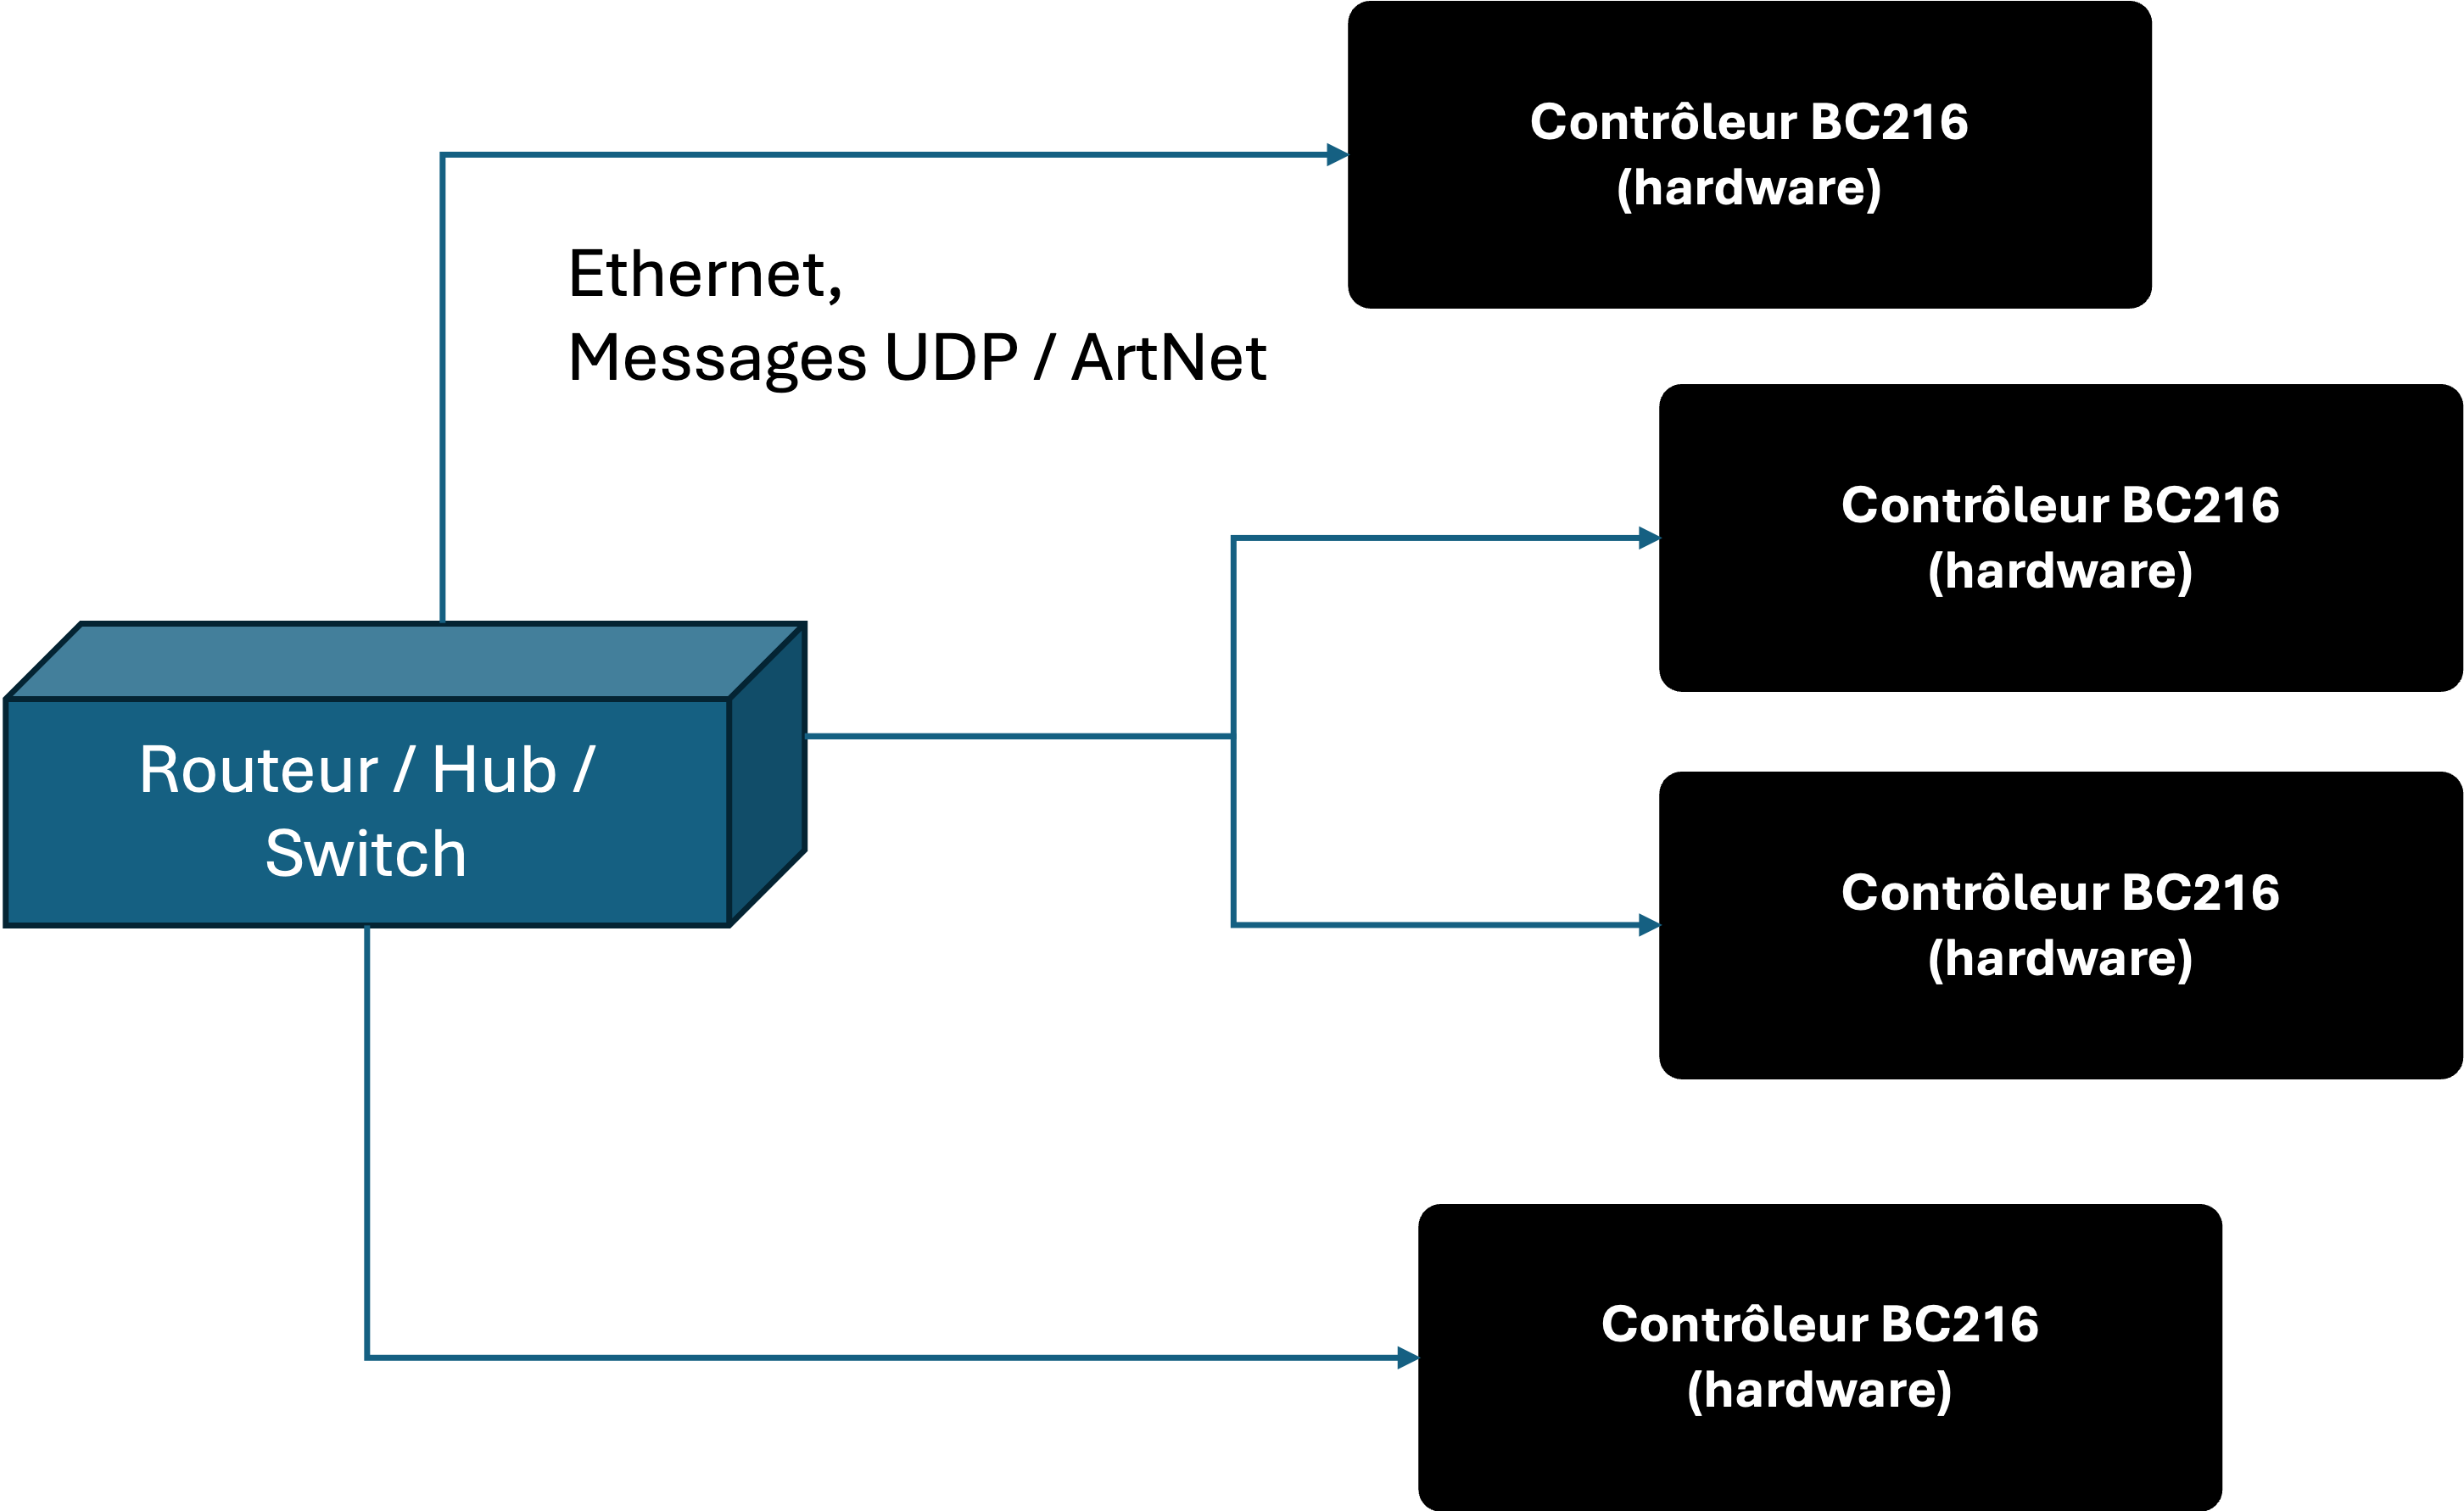 Contrôleur BC216
(hardware)
Ethernet,
Messages UDP / ArtNet
Contrôleur BC216
(hardware)
Routeur / Hub /
Switch
Contrôleur BC216
(hardware)
Contrôleur BC216
(hardware)